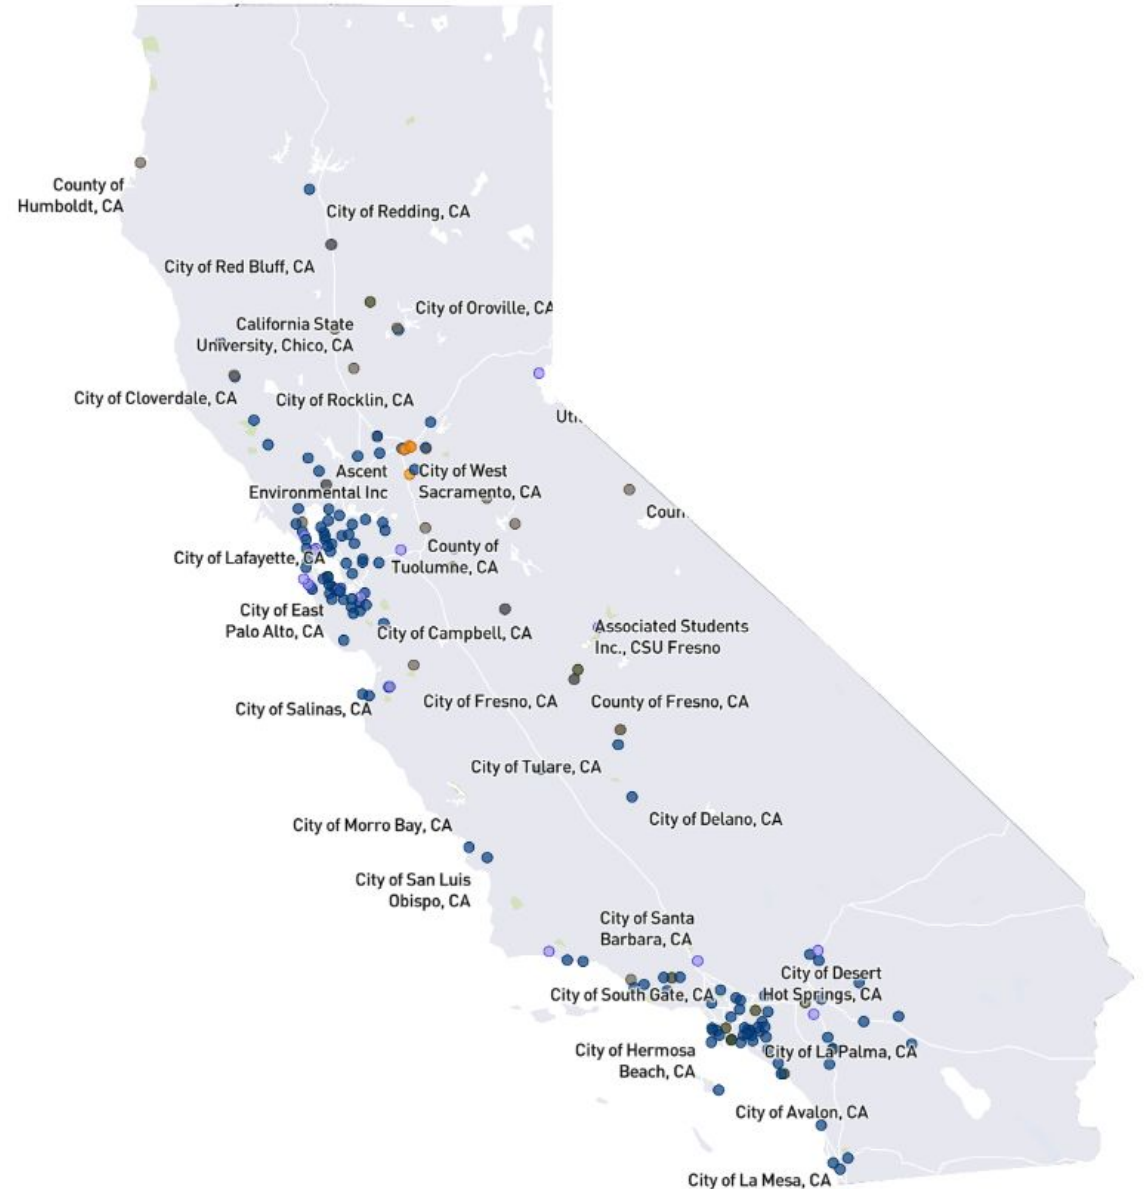 County of
Humboldt, CA
City of Redding, CA
City of Red Bluff, CA
City of Oroville, CA
California State
University, Chico, CA
City of Cloverdale, CA
City of Rocklin, CA
Ascent
Environmental Inc
City of West
Sacramento, CA
City of Lafayette, CA
County of
Tuolumne, CA
City of East
Palo Alto, CA
City of Campbell, CA
Associated Students
Inc., CSU Fresno
City of Salinas, CA
City of Fresno, CA
County of Fresno, CA
City of Tulare, CA
City of Delano, CA
City of Morro Bay, CA
City of San Luis
Obispo, CA
City of Santa
Barbara, CA
City of Desert
Hot Springs, CA
City of South Gate, CA
City of Hermosa
Beach, CA
City of La Palma, CA
City of Avalon, CA
City of La Mesa, CA